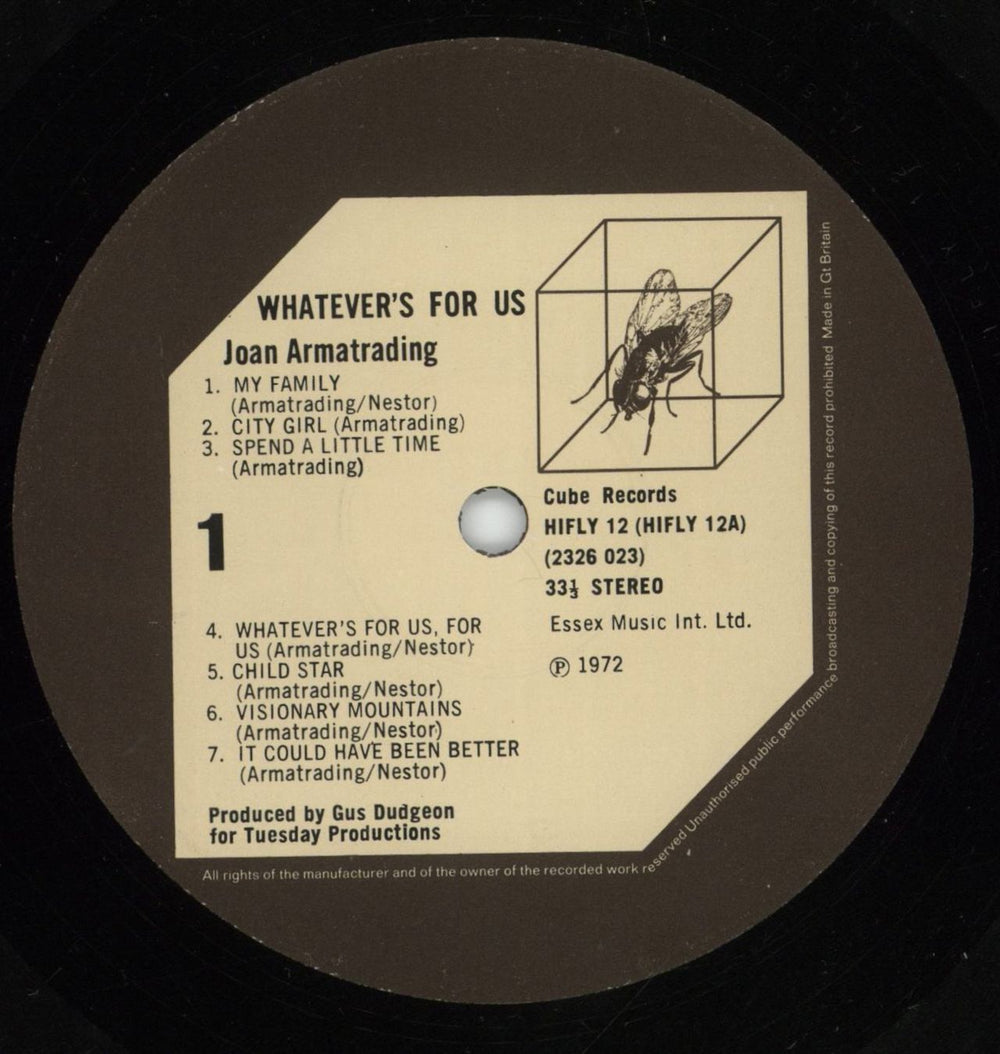 WHATEVER'S FOR US
Joan Armatrading
1. MY FAMILY
(Armatrading/Nestor)
2. CITY GIRL (Armatrading)
3. SPEND A LITTLE TIME
(Armatrading)
1
Cube Records
HIFLY 12 (HIFLY 12A)
(2326 023)
33⅓ STEREO
Essex Music Int. Ltd.
Ⓟ 1972
4. WHATEVER'S FOR US, FOR
US (Armatrading/Nestor)
5. CHILD STAR
(Armatrading/Nestor)
6. VISIONARY MOUNTAINS
(Armatrading/Nestor)
7. IT COULD HAVE BEEN BETTER
(Armatrading/Nestor)
Produced by Gus Dudgeon
for Tuesday Productions
All rights of the manufacturer and of the owner of the recorded work reserved Unauthorised public performance broadcasting and copying of this record prohibited Made in Gt Britain